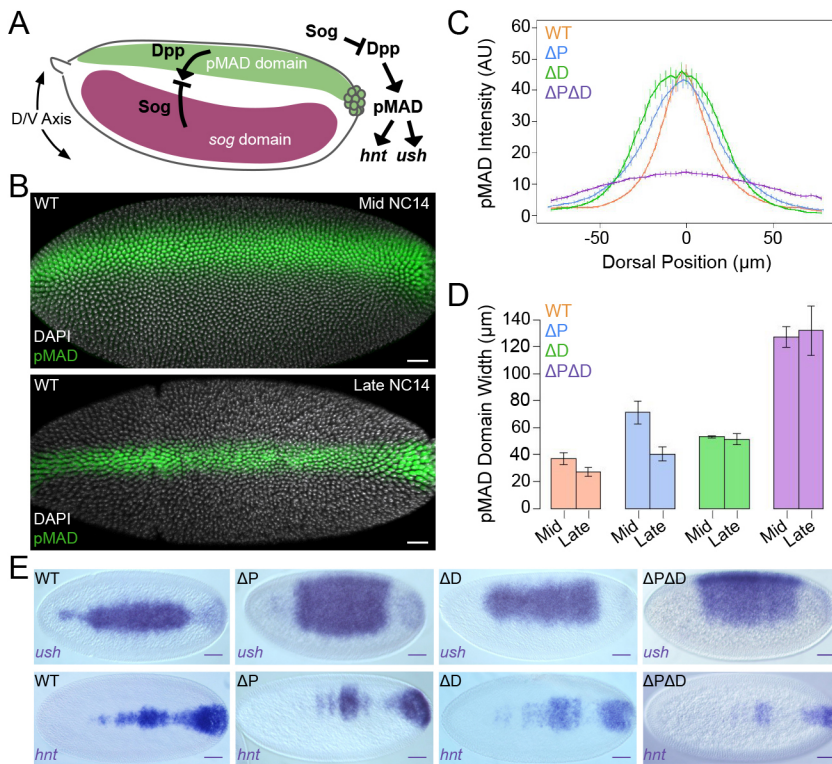 A
Dpp
pMAD domain
Sog
sog domain
D/V Axis
Sog
Dpp
pMAD
hnt ush
B
WT Mid NC14
DAPI
pMAD
WT Late NC14
DAPI
pMAD
C
pMAD Intensity (AU)
60
50
40
30
20
10
0
-50 0 50
Dorsal Position (µm)
WT
ΔP
ΔD
ΔPΔD
D
pMAD Domain Width (µm)
140
120
100
80
60
40
20
0
WT
ΔP
ΔD
ΔPΔD
Mid Late Mid Late Mid Late Mid Late
E
WT ΔP ΔD ΔPΔD
ush ush ush ush
WT ΔP ΔD ΔPΔD
hnt hnt hnt hnt